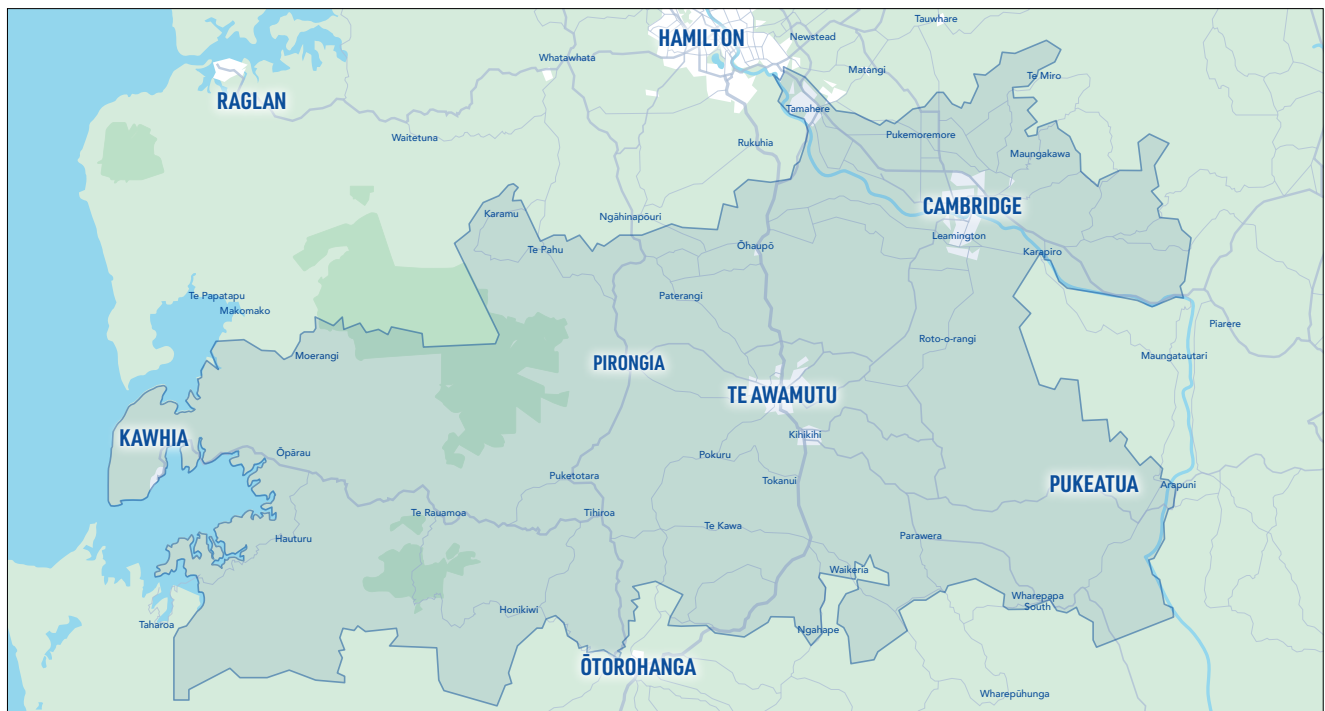 Tauwhare
HAMILTON
Newstead
Whatawhata
Matangi
Te Miro
RAGLAN
Tamahere
Waitetuna
Rukuhia
Pukemoremore
Maungakawa
CAMBRIDGE
Karamu
Ngāhinapōuri
Leamington
Te Pahu
Ōhaupō
Karapiro
Te Papatapu
Makomako
Paterangi
Piarere
Roto-o-rangi
Moerangi
PIRONGIA
Maungatautari
TE AWAMUTU
KAWHIA
Kihikihi
Ōpārau
Pokuru
Puketotara
Tokanui
PUKEATUA
Arapuni
Te Rauamoa
Tihiroa
Te Kawa
Hauturu
Parawera
Waikeria
Wharepapa
South
Honikiwi
Taharoa
Ngahape
ŌTOROHANGA
Wharepūhunga